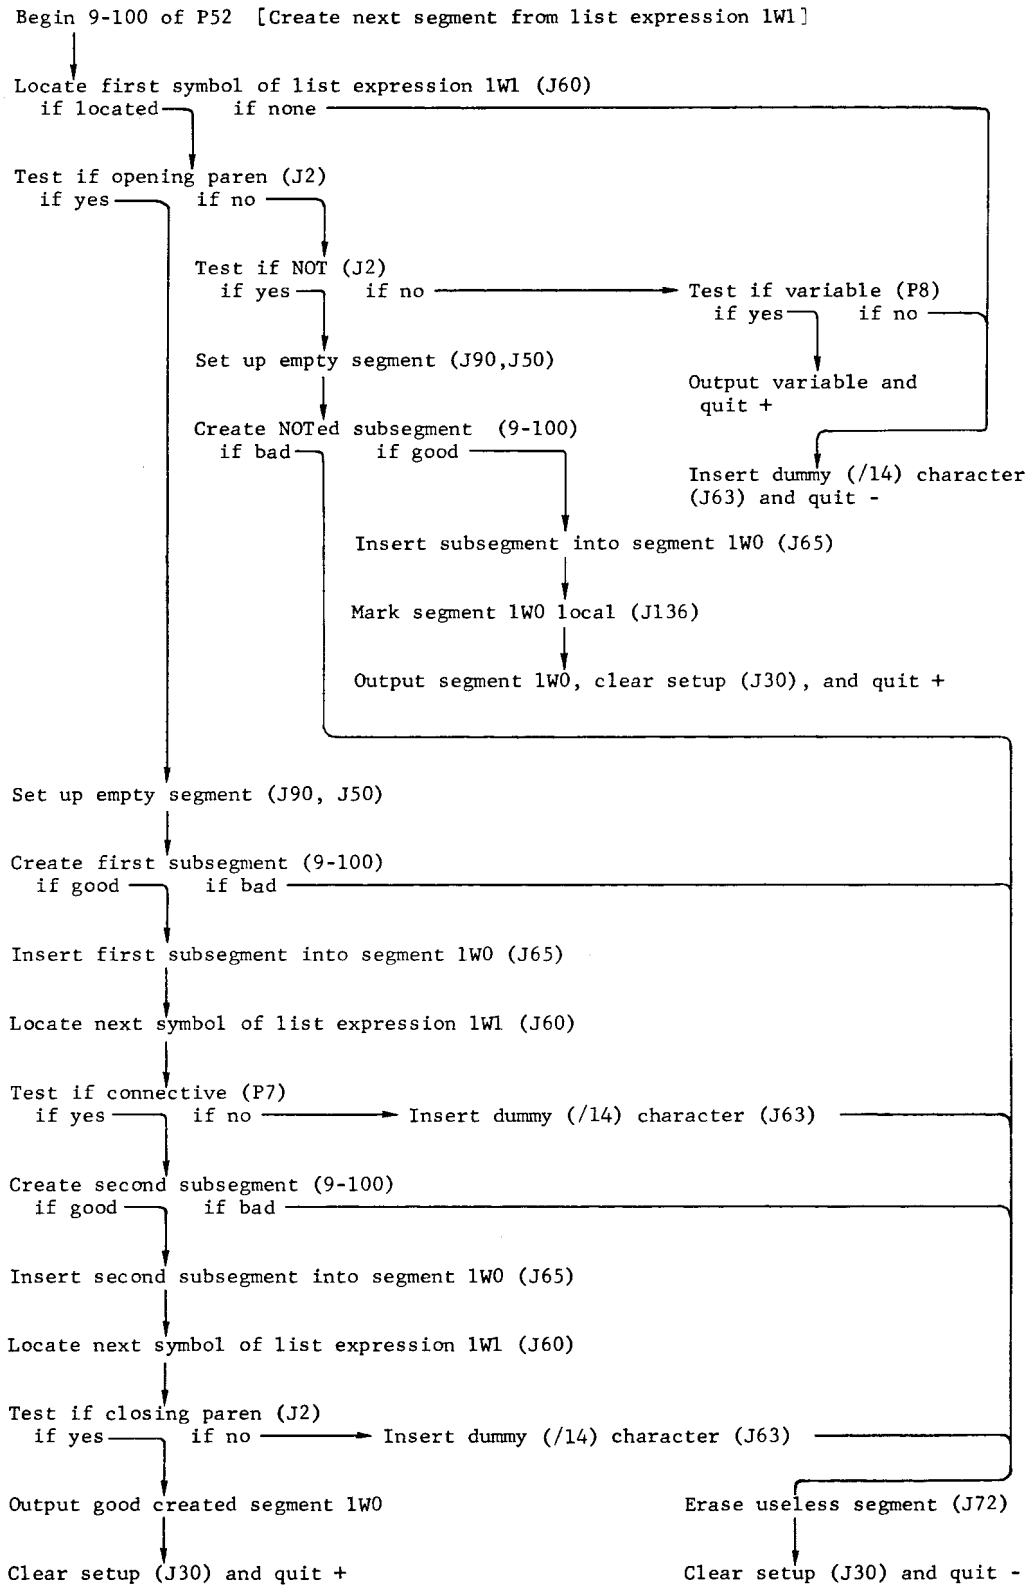 Begin 9-100 of P52 [Create next segment from list expression 1W1]
Locate first symbol of list expression 1W1 (J60)
if located if none
Test if opening paren (J2)
if yes if no
Test if NOT (J2)
if yes if no
Test if variable (P8)
if yes if no
Set up empty segment (J90,J50)
Output variable and
quit +
Create NOTed subsegment (9-100)
if bad if good
Insert dummy (/14) character
(J63) and quit -
Insert subsegment into segment 1W0 (J65)
Mark segment 1W0 local (J136)
Output segment 1W0, clear setup (J30), and quit +
Set up empty segment (J90, J50)
Create first subsegment (9-100)
if good if bad
Insert first subsegment into segment 1W0 (J65)
Locate next symbol of list expression 1W1 (J60)
Test if connective (P7)
if yes if no Insert dummy (/14) character (J63)
Create second subsegment (9-100)
if good if bad
Insert second subsegment into segment 1W0 (J65)
Locate next symbol of list expression 1W1 (J60)
Test if closing paren (J2)
if yes if no Insert dummy (/14) character (J63)
Output good created segment 1W0
Erase useless segment (J72)
Clear setup (J30) and quit +
Clear setup (J30) and quit -